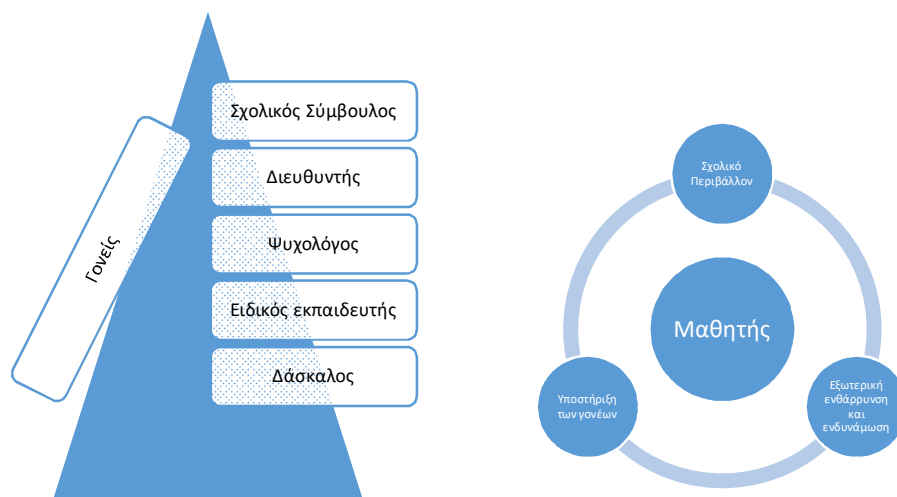 Σχολικός Σύμβουλος
Διευθυντής
Ψυχολόγος
Ειδικός εκπαιδευτής
Δάσκαλος
Γονείς
Σχολικό
Περιβάλλον
Μαθητής
Υποστήριξη
των γονέων
Εξωτερική
ενθάρρυνση
και
ενδυνάμωση